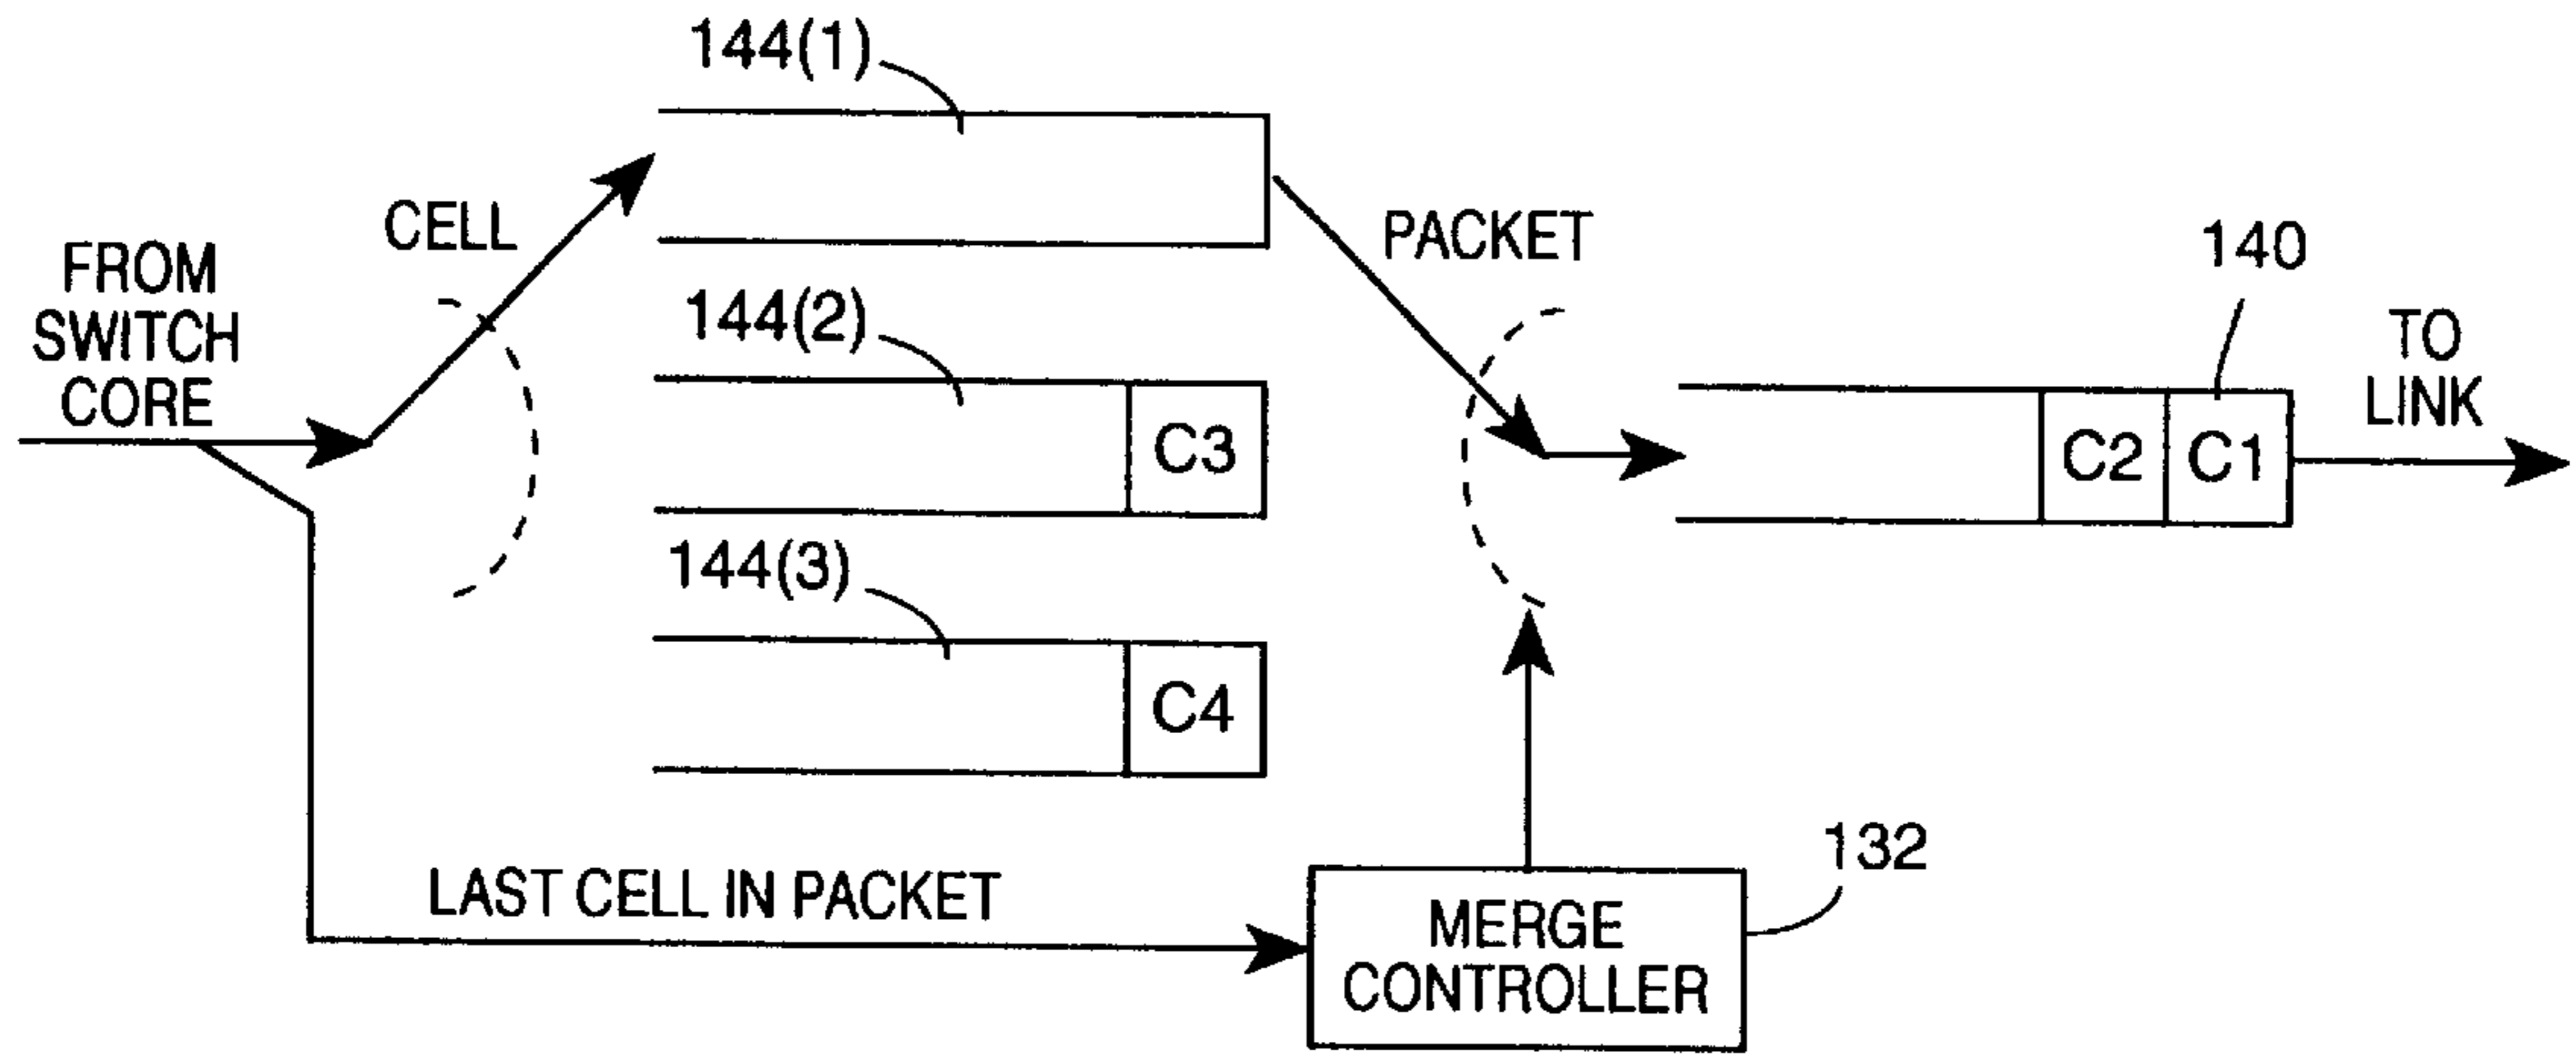 144(1)
CELL
PACKET
FROM
SWITCH
CORE
140
144(2)
TO
LINK
C3
C2
C1
144(3)
C4
132
LAST CELL IN PACKET
MERGE
CONTROLLER